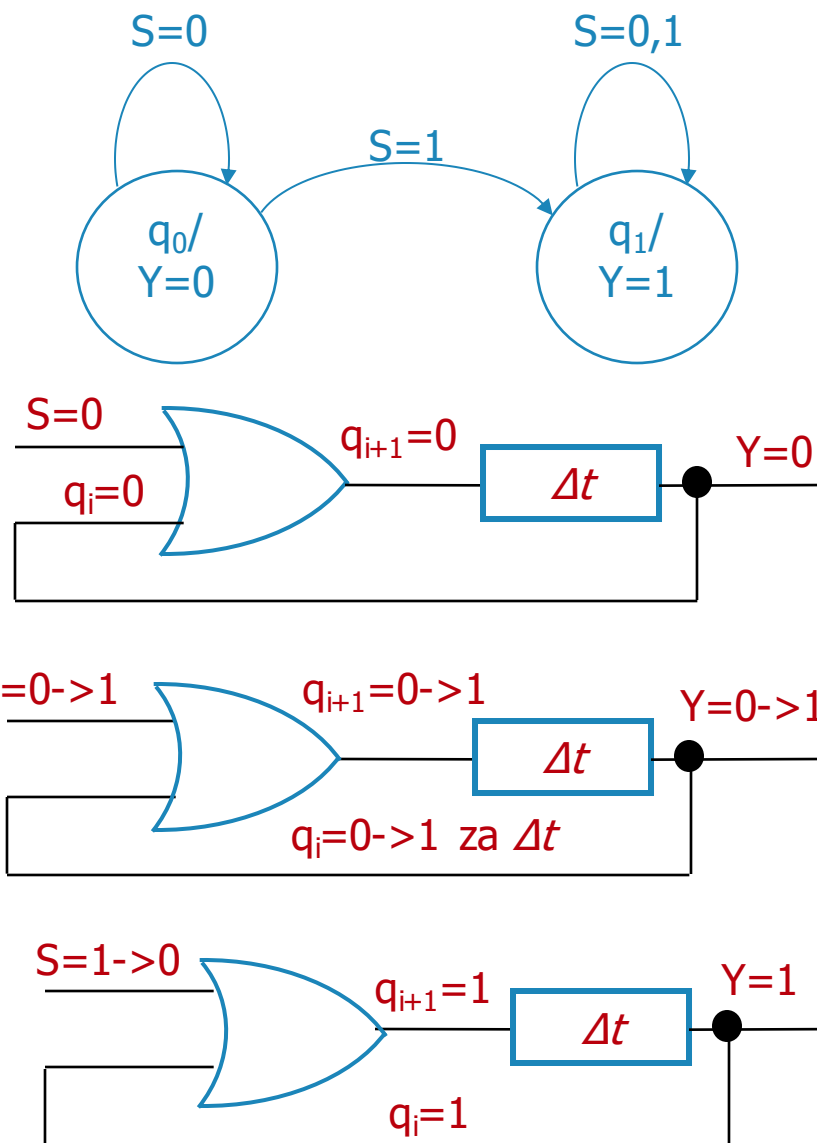 S=0
S=0,1
S=1
q₀/
Y=0
q₁/
Y=1
S=0
qᵢ=0
qᵢ₊₁=0
Δt
Y=0
=0->1
qᵢ₊₁=0->1
Δt
Y=0->1
qᵢ=0->1 za Δt
S=1->0
qᵢ₊₁=1
Δt
Y=1
qᵢ=1